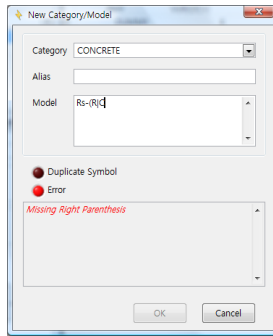 New Category/Model
Category CONCRETE
Alias
Model Rs-(R|C
Duplicate Symbol
Error
Missing Right Parenthesis
OK Cancel